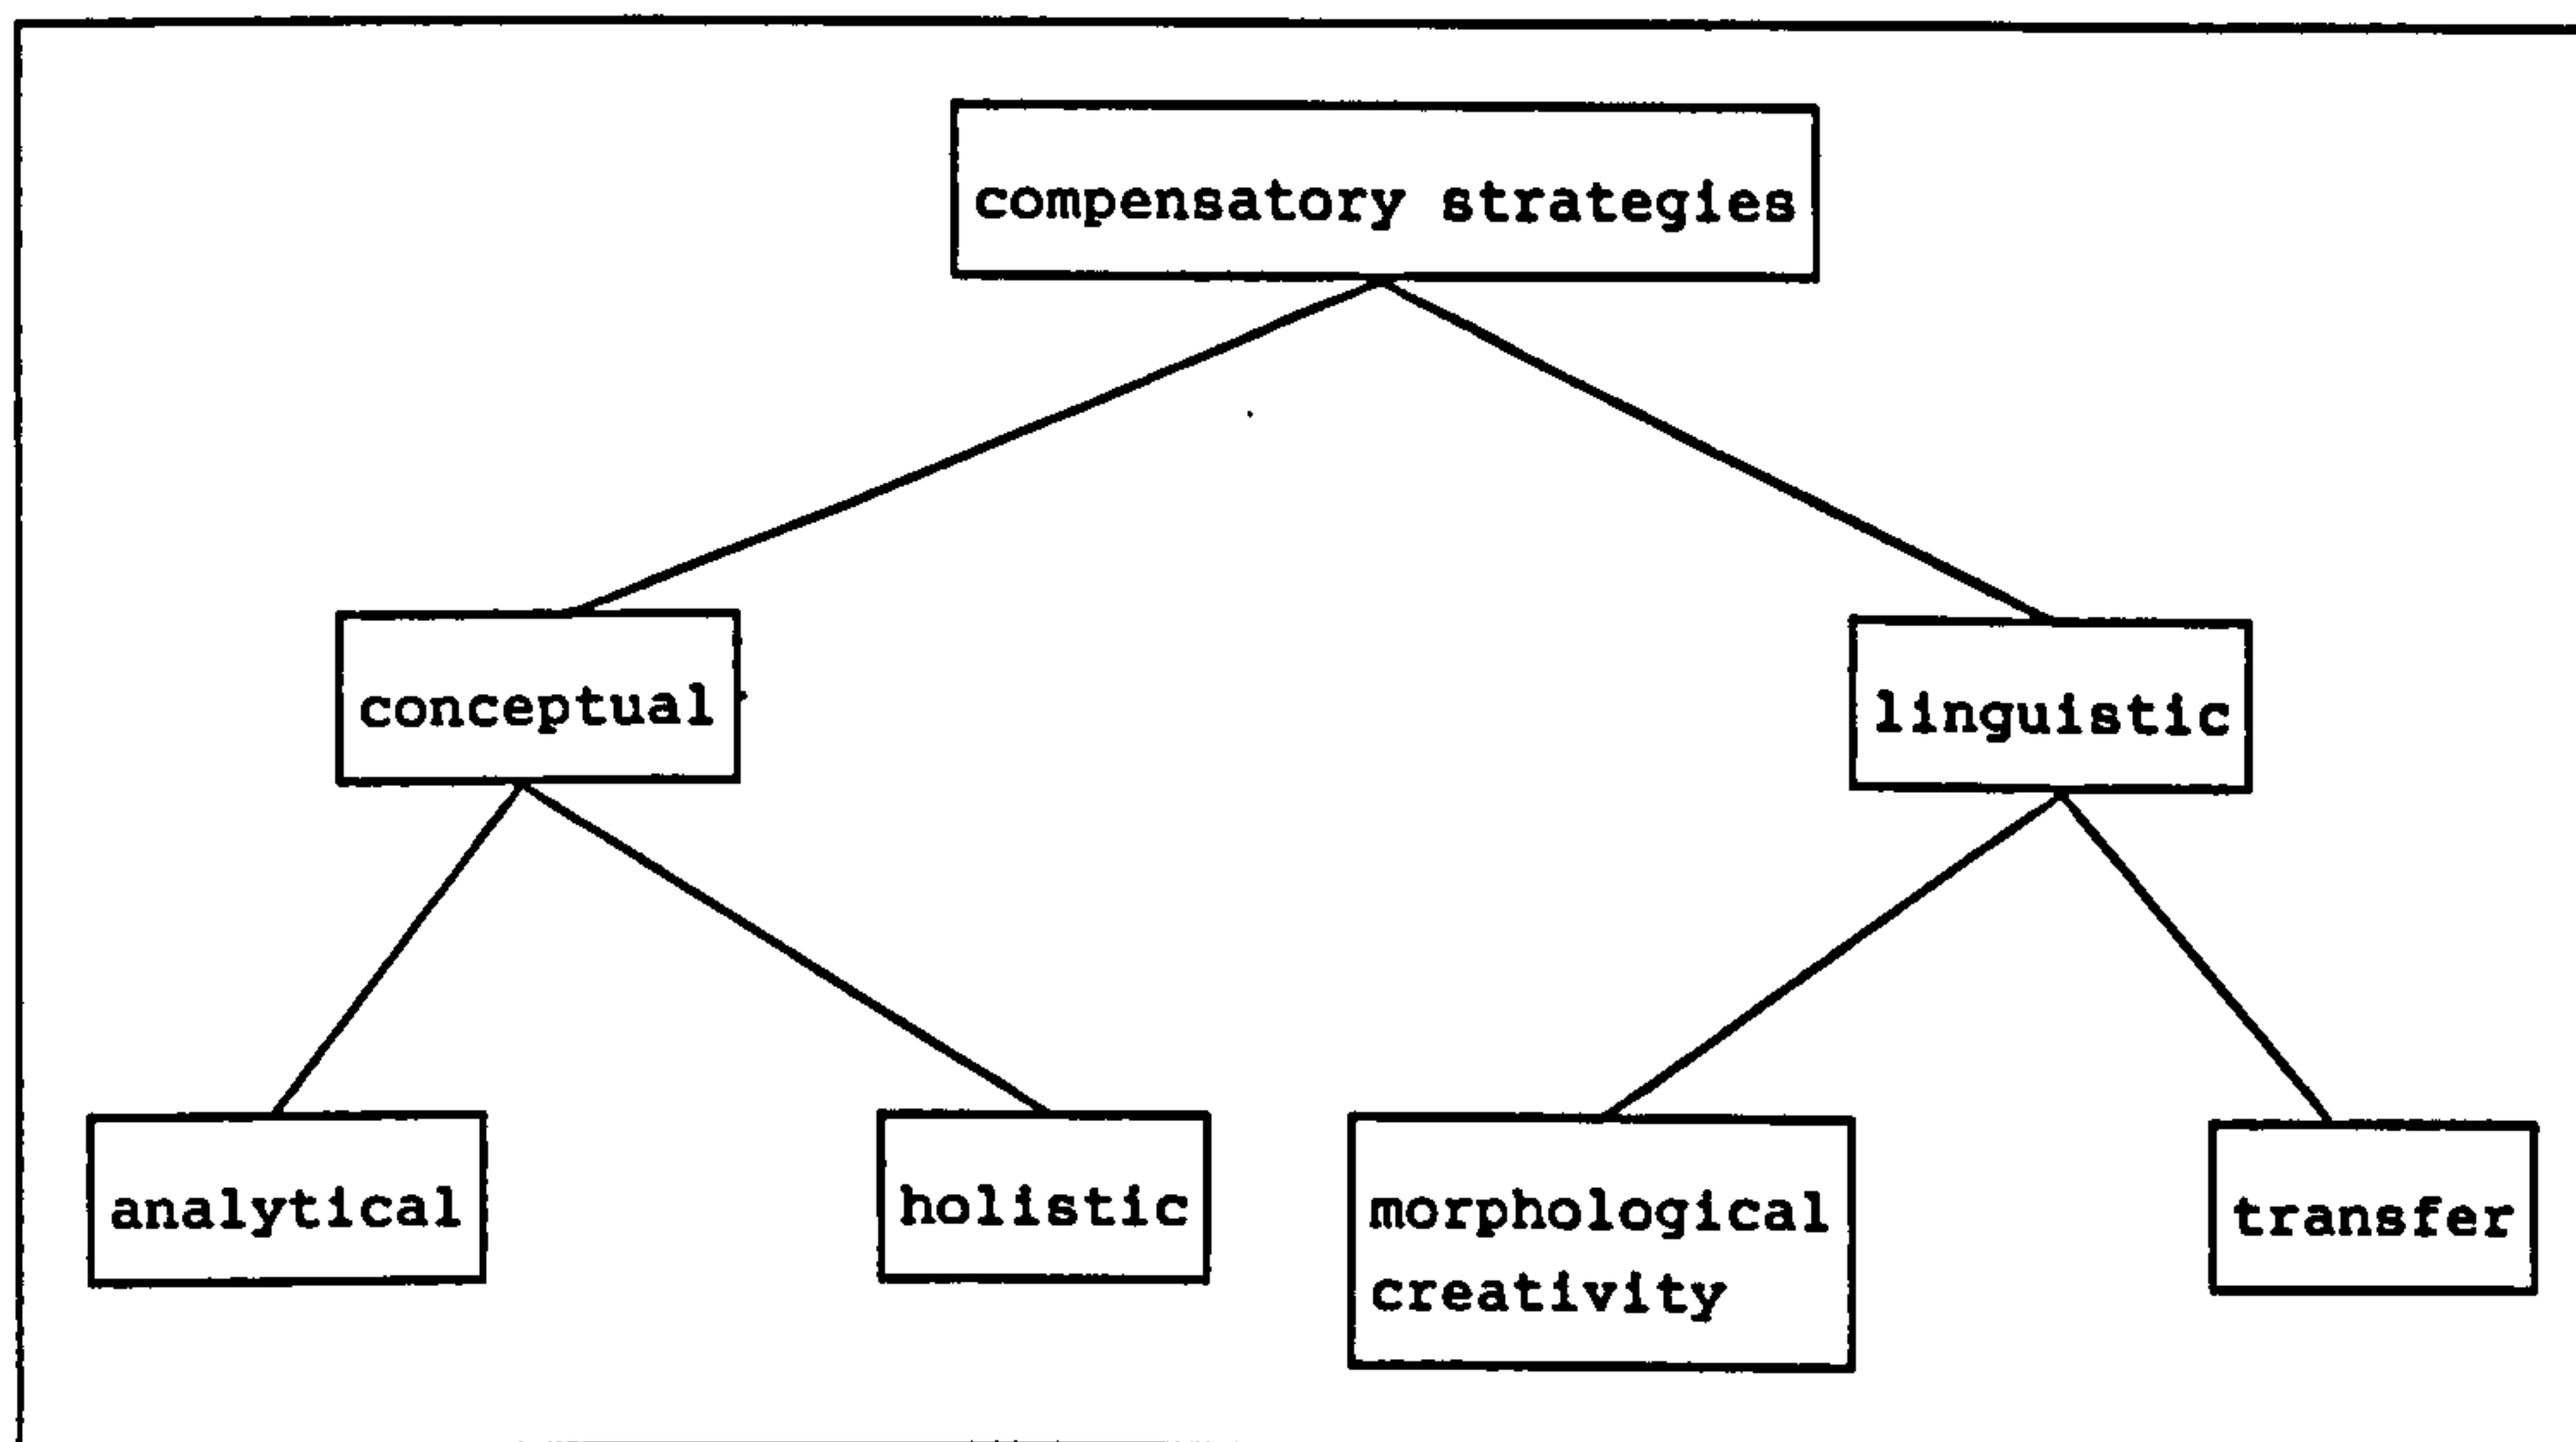 compensatory strategies
conceptual
linguistic
analytical
holistic
morphological
creativity
transfer